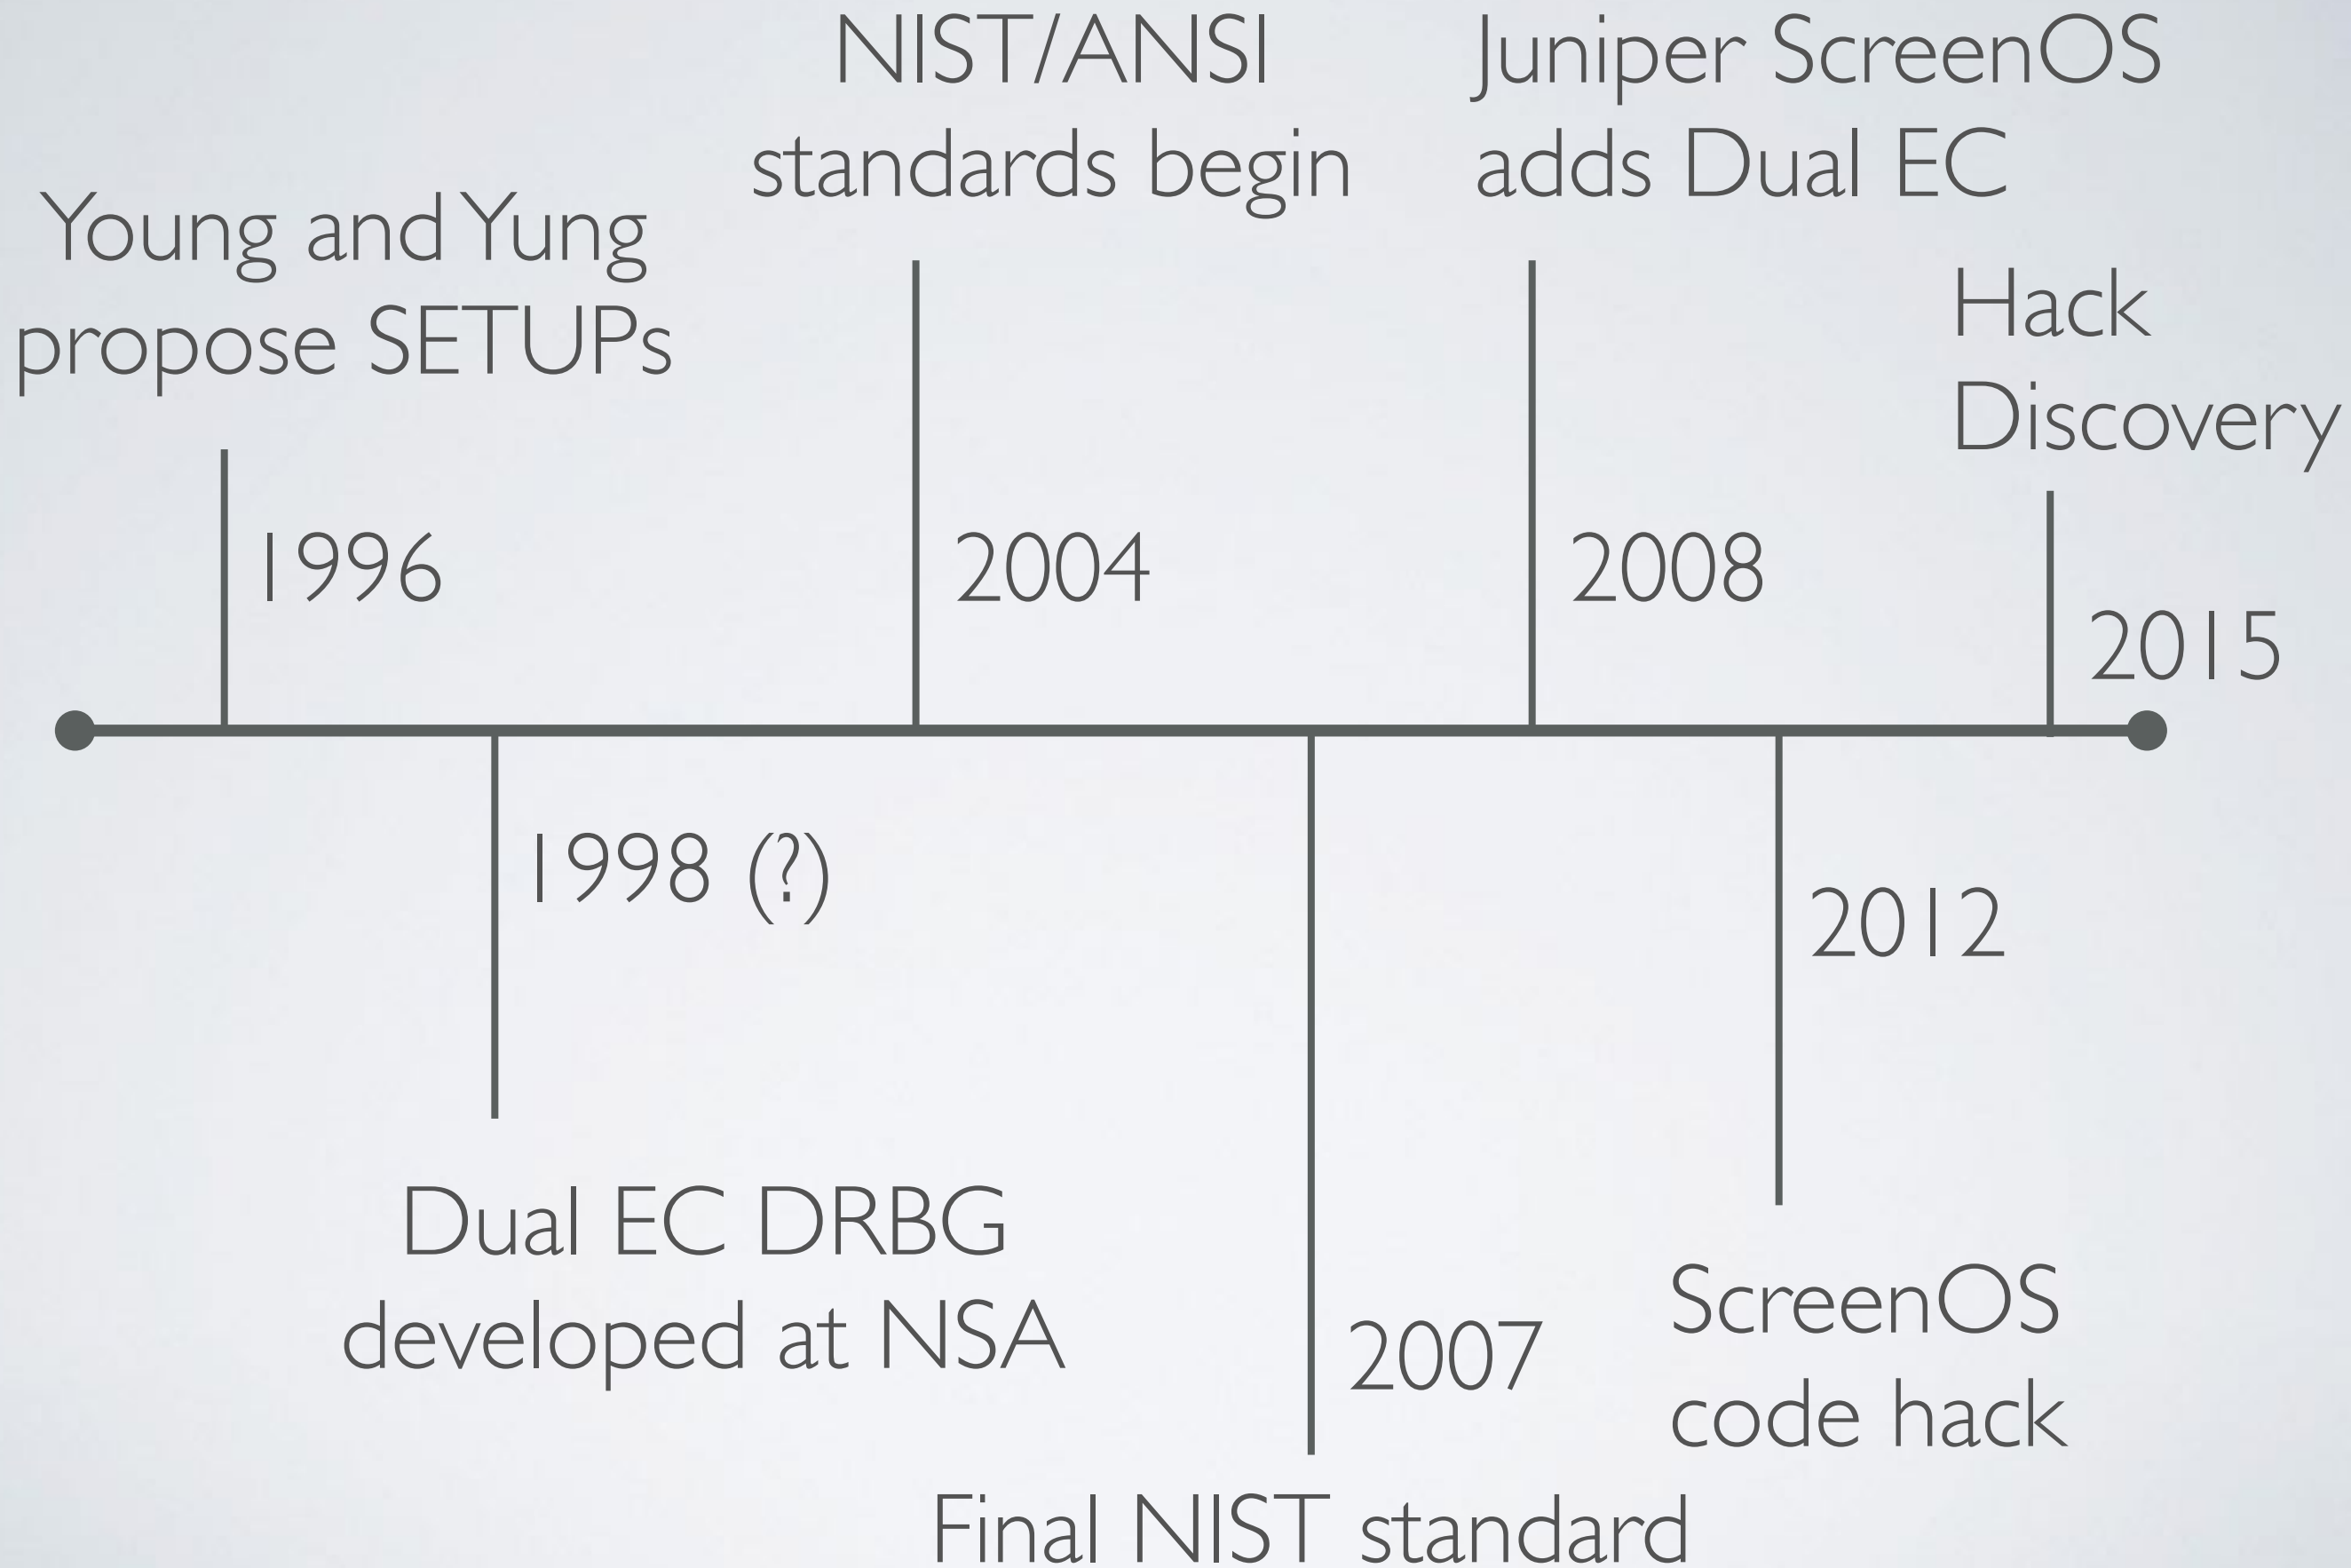 Young and Yung
propose SETUPs
1996
1998 (?)
Dual EC DRBG
developed at NSA
NIST/ANSI
standards begin
2004
2007
Final NIST standard
Juniper ScreenOS
adds Dual EC
2008
2012
ScreenOS
code hack
Hack
Discovery
2015